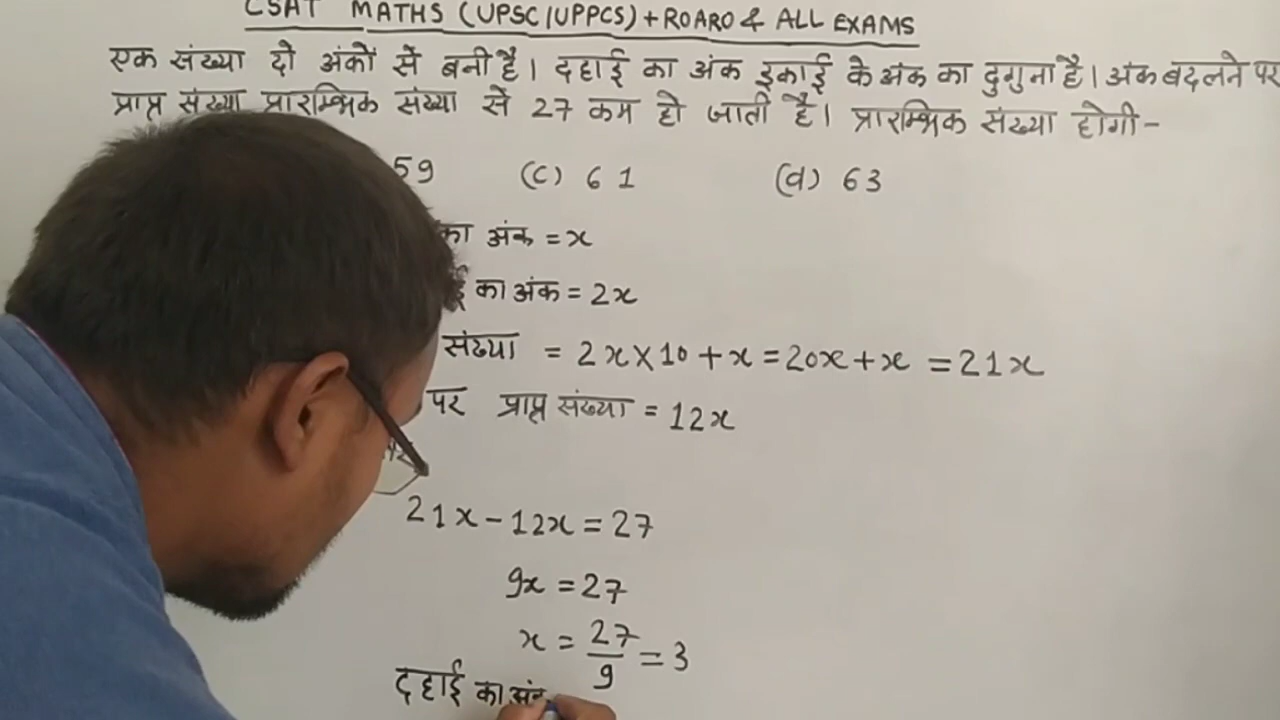 CSAT MATHS (UPSC/UPPCS) + ROARO & ALL EXAMS
एक संख्या दो अंकों से बनी है। दहाई का अंक इकाई के अंक का दुगुना है। अंक बदलने पर
प्राप्त संख्या प्रारम्भिक संख्या से 27 कम हो जाती है। प्रारम्भिक संख्या होगी-
59 (C) 61 (d) 63
का अंक = x
का अंक = 2x
संख्या = 2x×10+x = 20x+x = 21x
पर प्राप्त संख्या = 12x
21x-12x = 27
9x = 27
x = 27/9 = 3
दहाई का अं